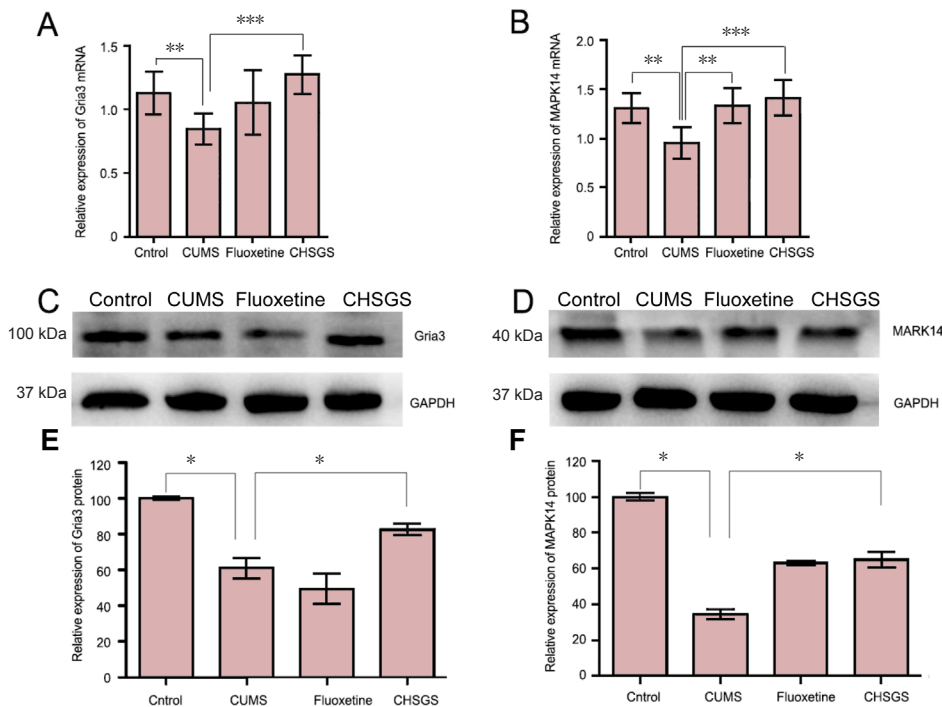 A
Relative expression of Gria3 mRNA
1.5
1.0
0.5
0
**
***
Cntrol CUMS Fluoxetine CHSGS
B
Relative expression of MAPK14 mRNA
2.0
1.5
1.0
0.5
0
**
**
***
Cntrol CUMS Fluoxetine CHSGS
C
Control CUMS Fluoxetine CHSGS
100 kDa
Gria3
37 kDa
GAPDH
D
Control CUMS Fluoxetine CHSGS
40 kDa
MARK14
37 kDa
GAPDH
E
Relative expression of Gria3 protein
120
100
80
60
40
20
0
*
*
Cntrol CUMS Fluoxetine CHSGS
F
Relative expression of MAPK14 protein
120
100
80
60
40
20
0
*
*
Cntrol CUMS Fluoxetine CHSGS